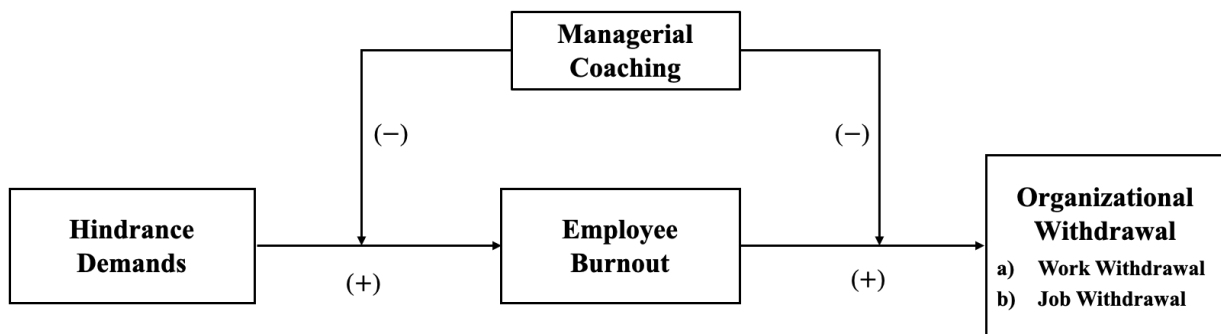 Managerial
Coaching
(−)
(−)
Hindrance
Demands
(+)
Employee
Burnout
(+)
Organizational
Withdrawal
a) Work Withdrawal
b) Job Withdrawal